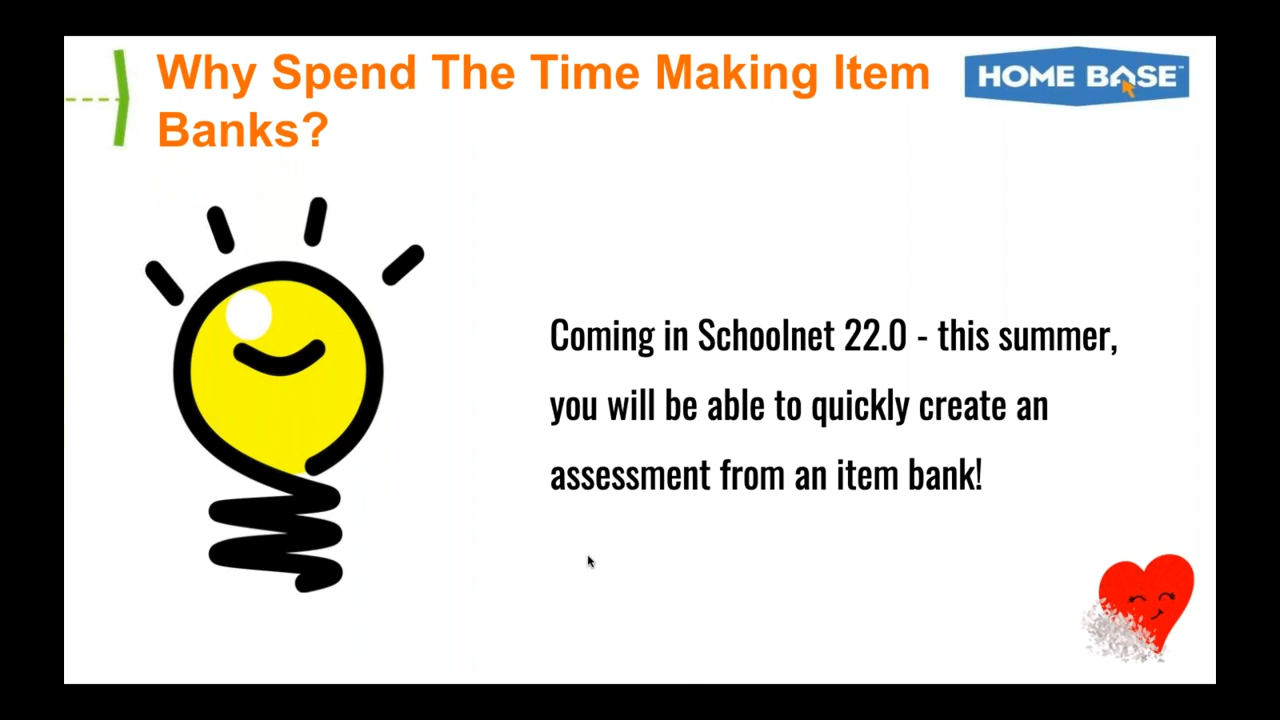 Why Spend The Time Making Item
Banks?
HOME BASE™
Coming in Schoolnet 22.0 - this summer,
you will be able to quickly create an
assessment from an item bank!